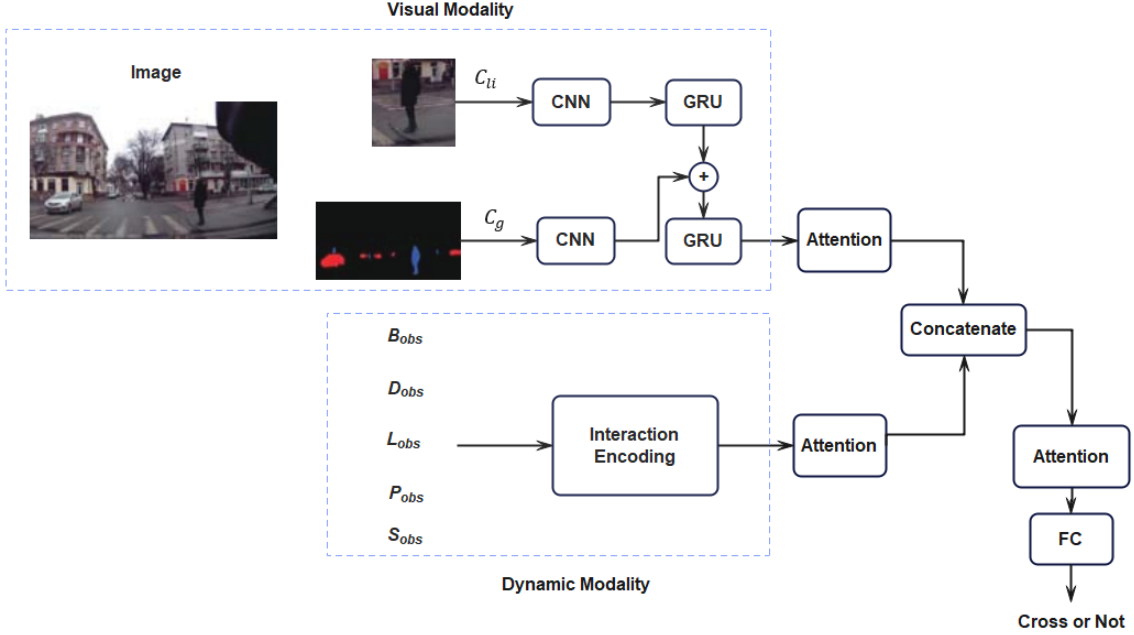 Visual Modality
Image
C_li
CNN
GRU
+
C_g
CNN
GRU
Attention
Concatenate
B_obs
D_obs
L_obs
P_obs
S_obs
Interaction
Encoding
Attention
Attention
FC
Dynamic Modality
Cross or Not